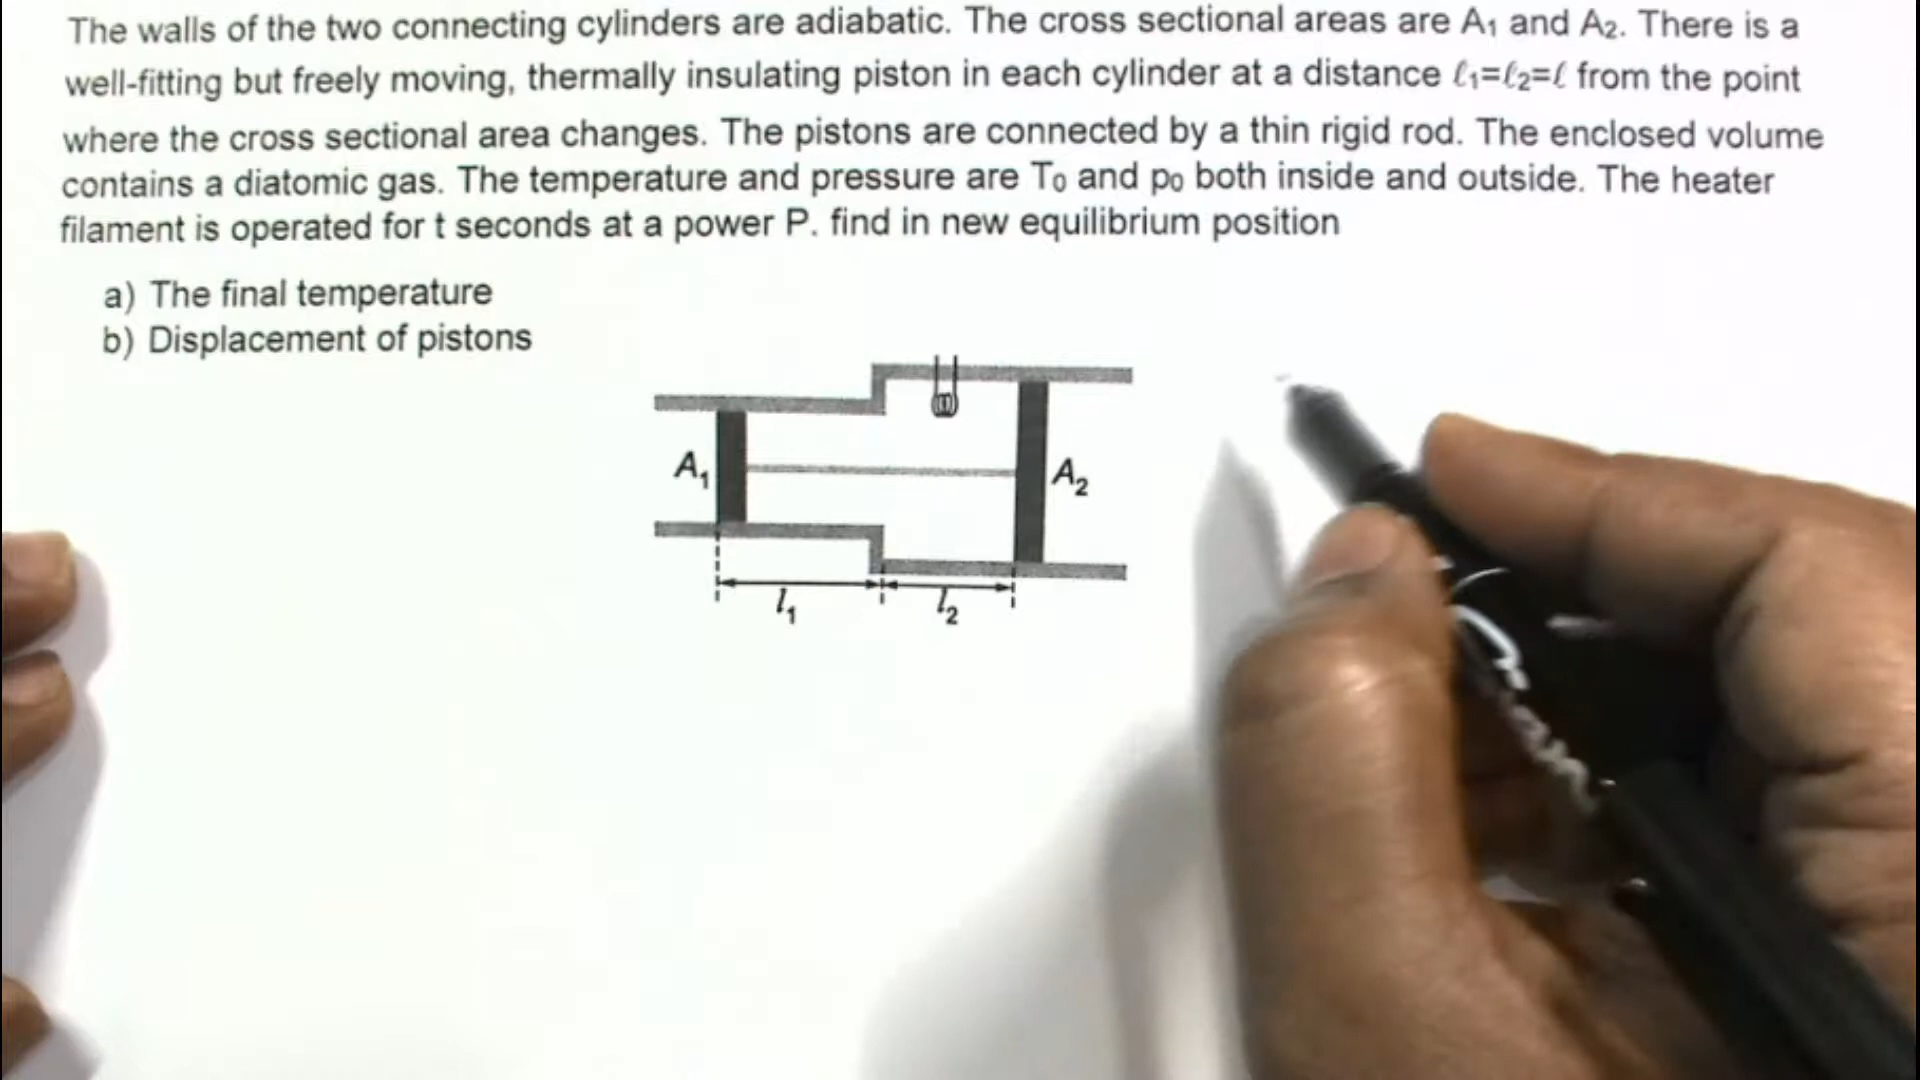 The walls of the two connecting cylinders are adiabatic. The cross sectional areas are A₁ and A₂. There is a
well-fitting but freely moving, thermally insulating piston in each cylinder at a distance ℓ₁=ℓ₂=ℓ from the point
where the cross sectional area changes. The pistons are connected by a thin rigid rod. The enclosed volume
contains a diatomic gas. The temperature and pressure are T₀ and p₀ both inside and outside. The heater
filament is operated for t seconds at a power P. find in new equilibrium position
a) The final temperature
b) Displacement of pistons
A₁
A₂
l₁
l₂